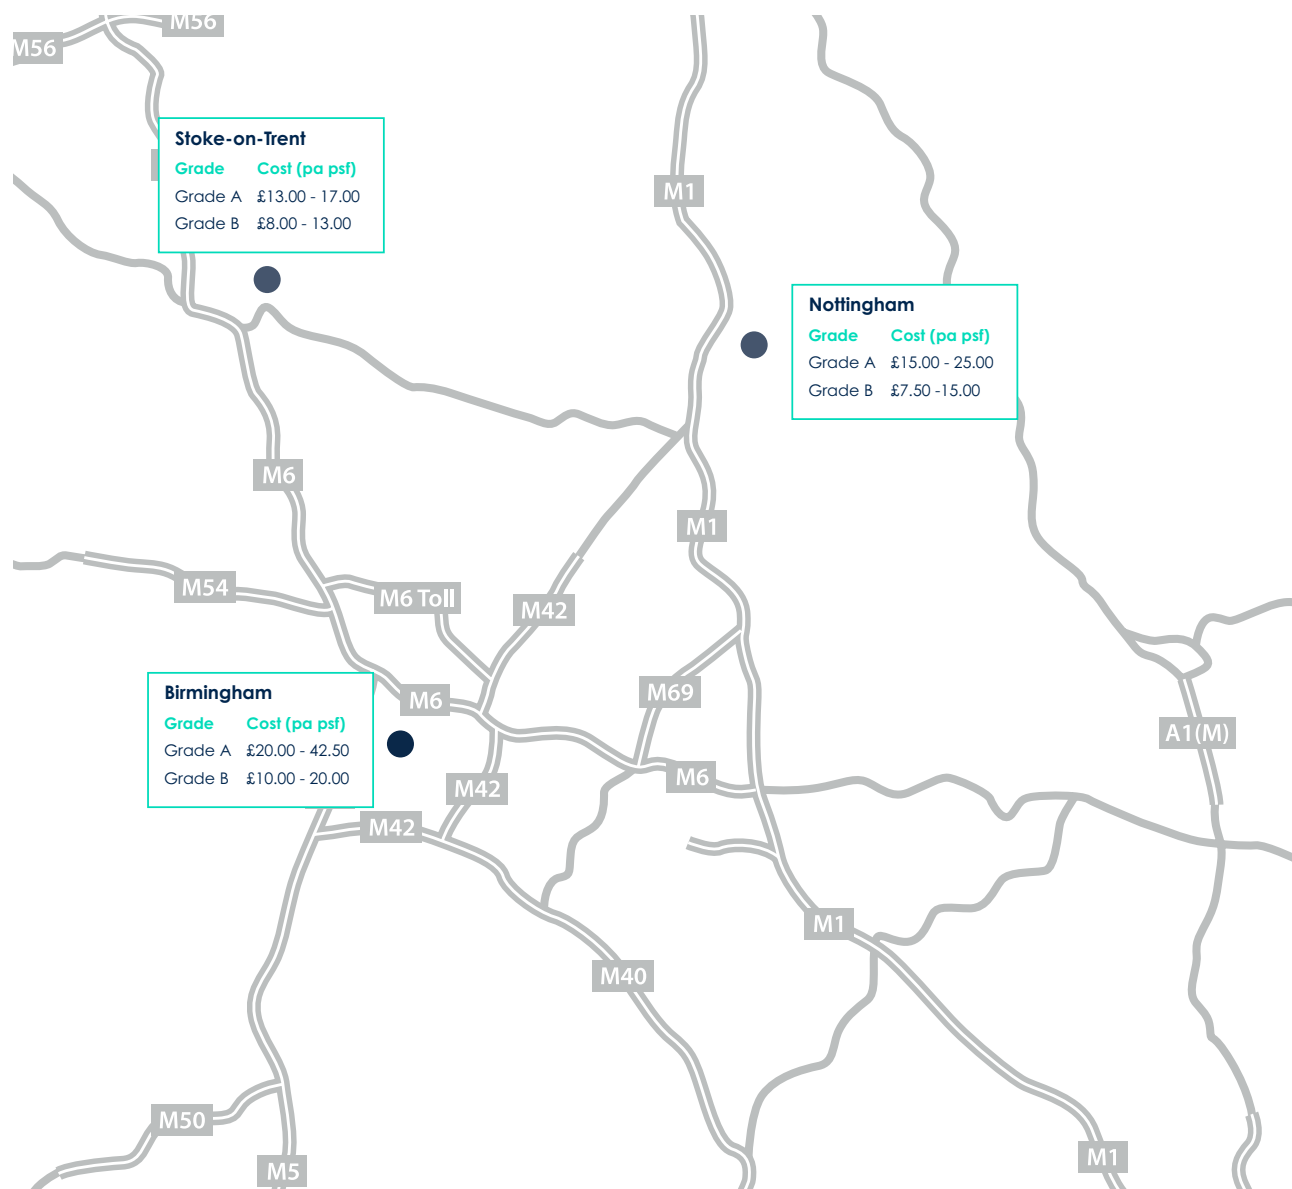 M56
M56
Stoke-on-Trent
Grade Cost (pa psf)
Grade A £13.00 - 17.00
Grade B £8.00 - 13.00
M1
Nottingham
Grade Cost (pa psf)
Grade A £15.00 - 25.00
Grade B £7.50 -15.00
M6
M1
M54
M6 Toll
M42
Birmingham
Grade Cost (pa psf)
Grade A £20.00 - 42.50
Grade B £10.00 - 20.00
M6
M69
A1(M)
M6
M42
M42
M1
M40
M50
M1
M5